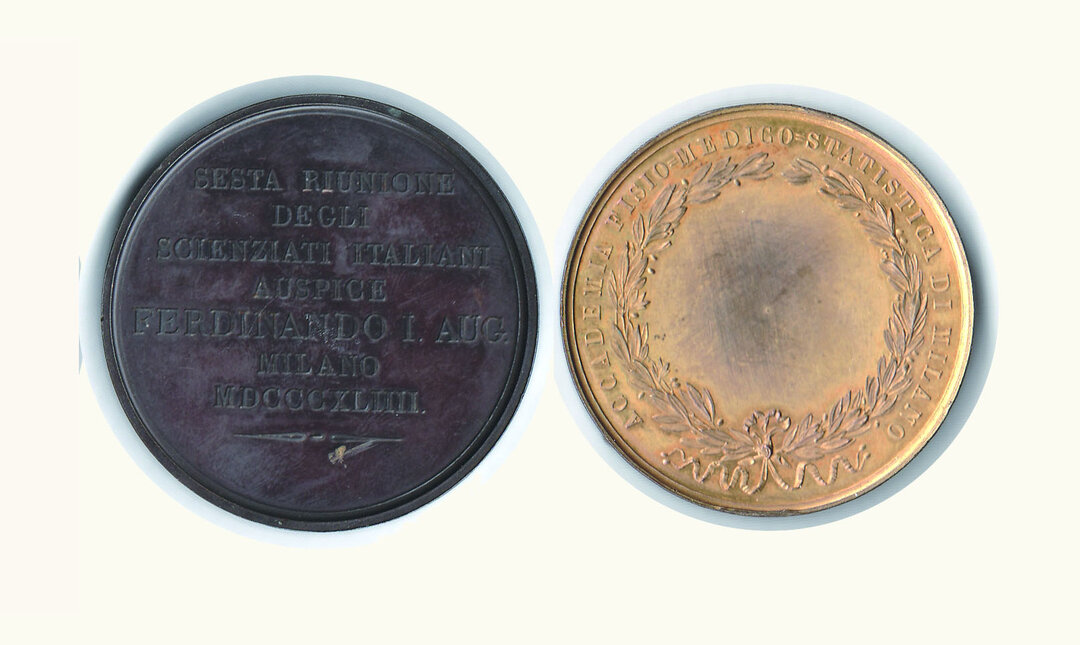 SESTA RIUNIONE
DEGLI
SCIENZIATI ITALIANI
AUSPICE
FERDINANDO I. AUG.
MILANO
MDCCCXLIIII.
ACCADEMIA FISIO=MEDICO=STATISTICA DI MILANO